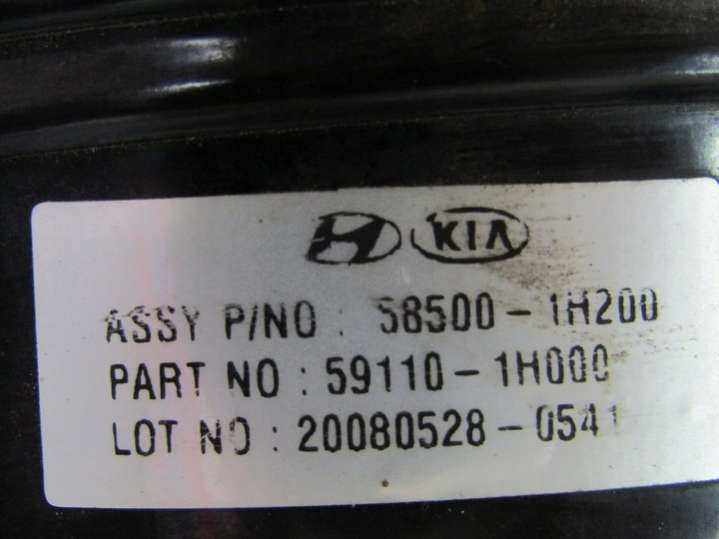 KIA
ASSY P/NO : 58500-1H200
PART NO : 59110-1H000
LOT NO : 20080528-0541